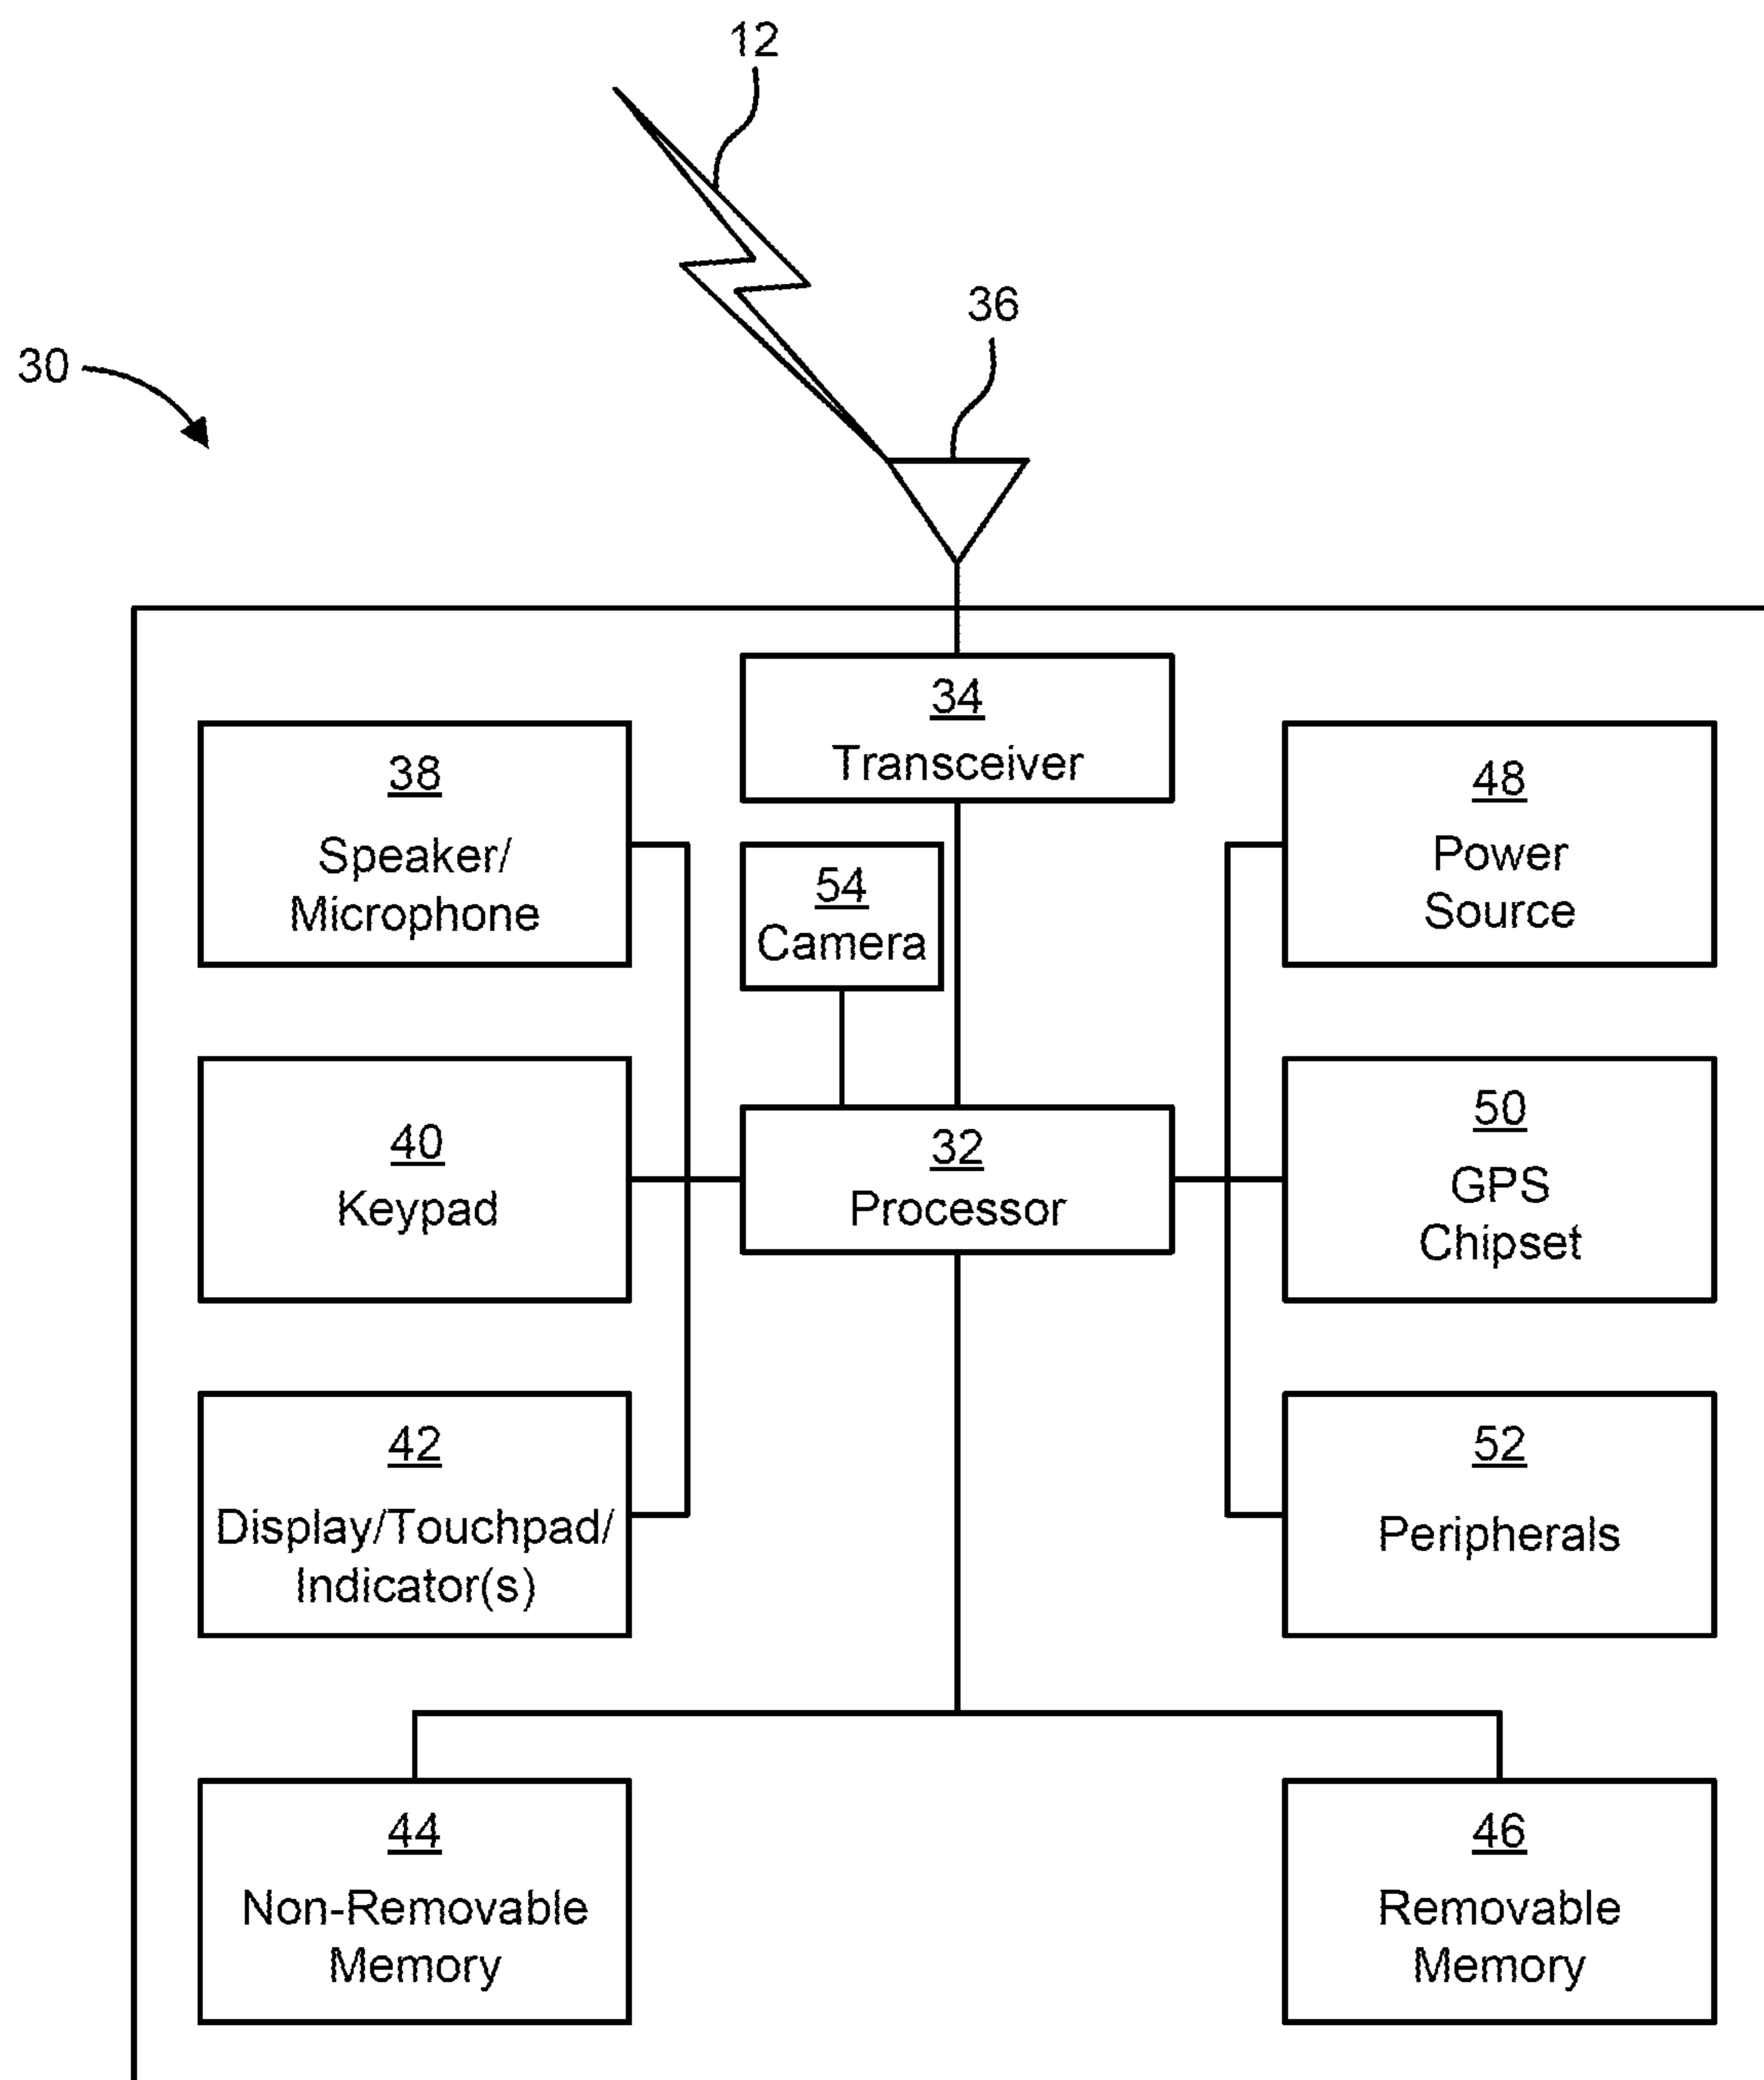 12
36
30
34
Transceiver
38
Speaker/
Microphone
48
Power
Source
54
Camera
40
Keypad
32
Processor
50
GPS
Chipset
42
Display/Touchpad/
Indicator(s)
52
Peripherals
44
Non-Removable
Memory
46
Removable
Memory